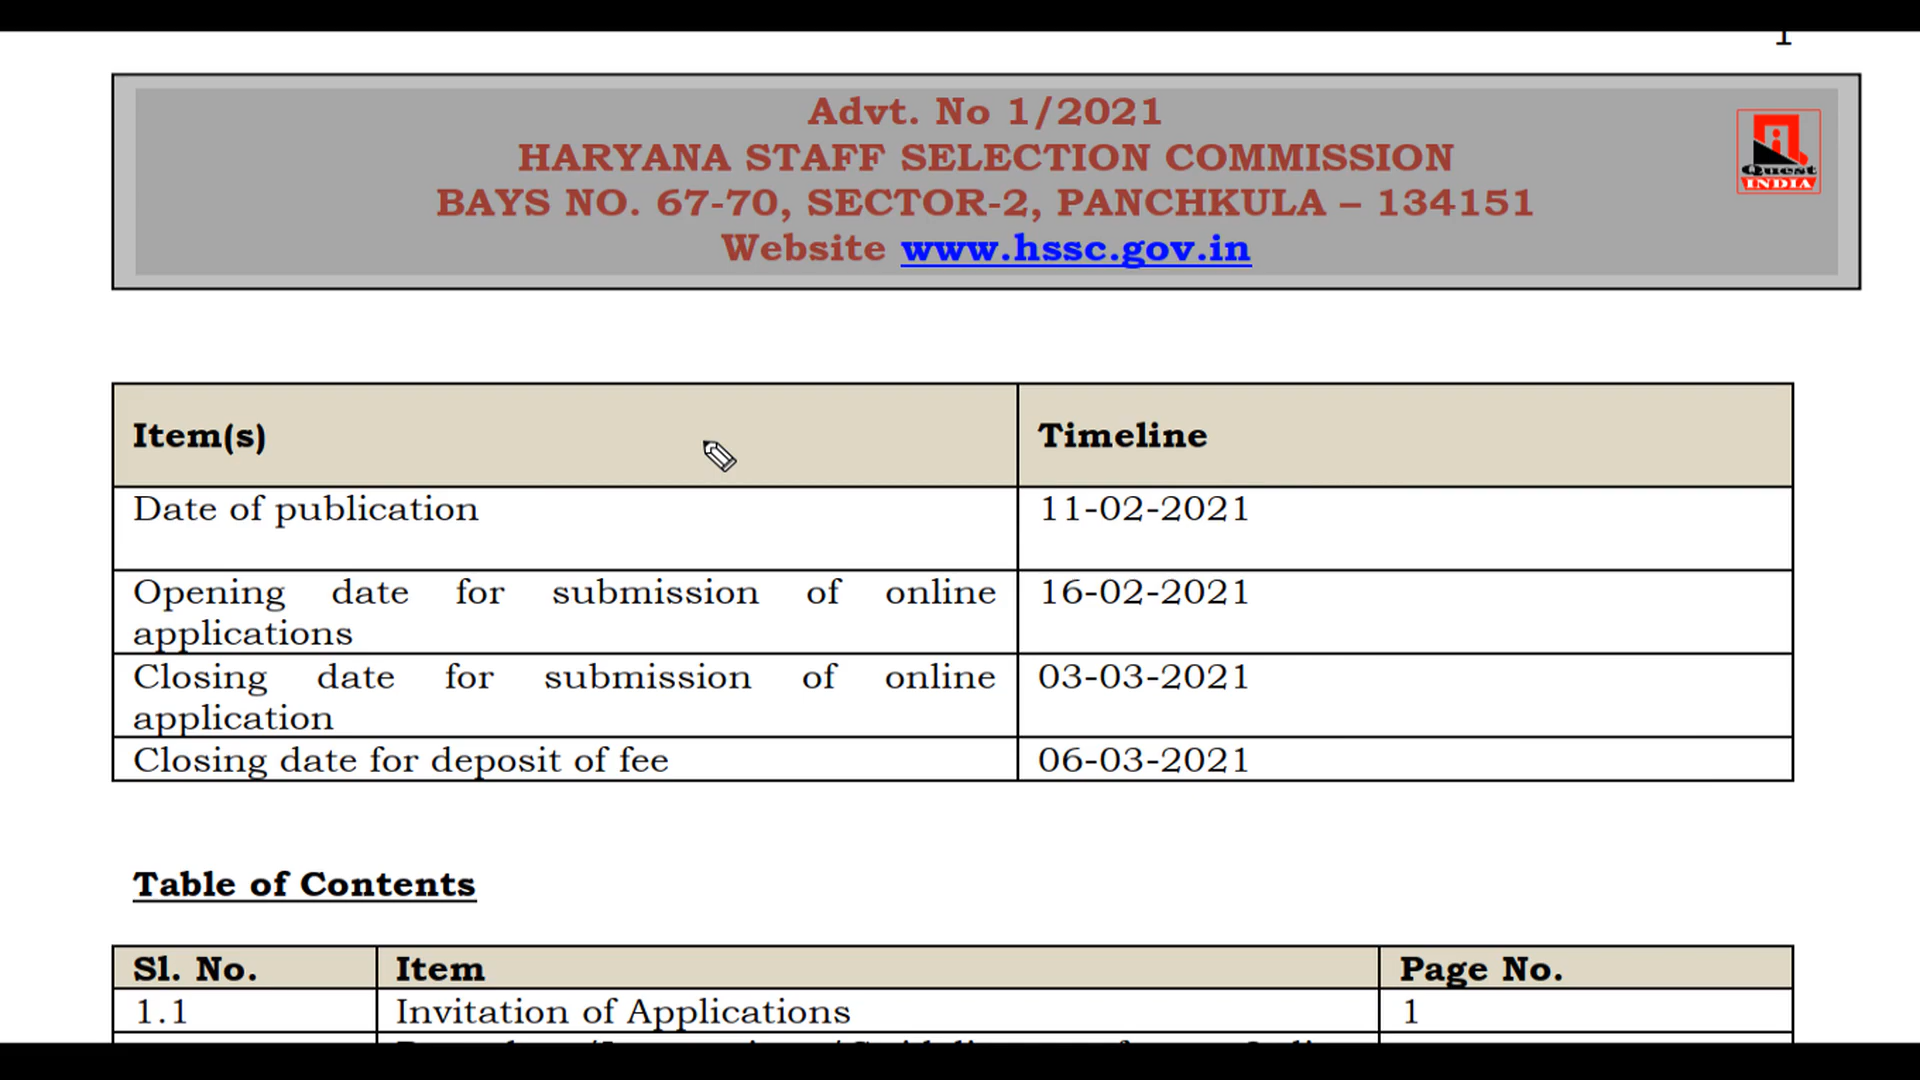 1
Advt. No 1/2021
HARYANA STAFF SELECTION COMMISSION
BAYS NO. 67-70, SECTOR-2, PANCHKULA – 134151
Website www.hssc.gov.in
Quest
INDIA
Item(s) Timeline
Date of publication 11-02-2021
Opening date for submission of online 16-02-2021
applications
Closing date for submission of online 03-03-2021
application
Closing date for deposit of fee 06-03-2021
Table of Contents
Sl. No. Item Page No.
1.1 Invitation of Applications 1